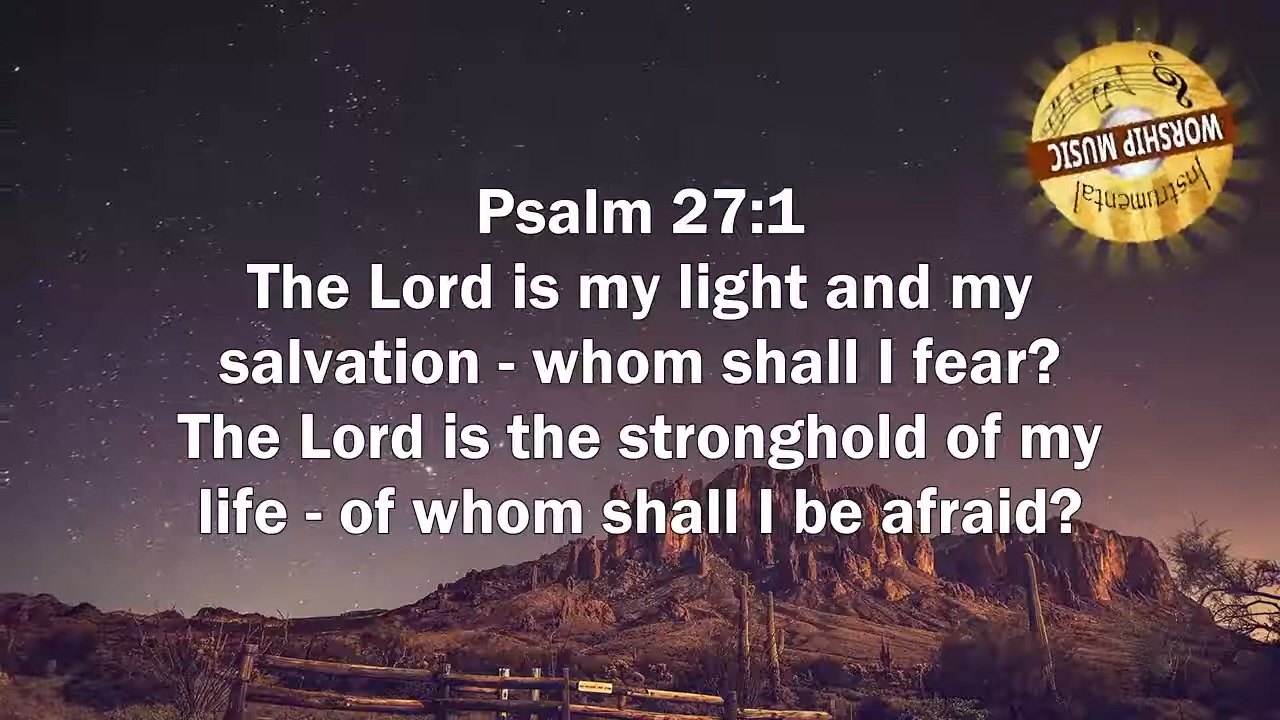 Psalm 27:1
The Lord is my light and my
salvation - whom shall I fear?
The Lord is the stronghold of my
life - of whom shall I be afraid?
WORSHIP MUSIC
Instrumental